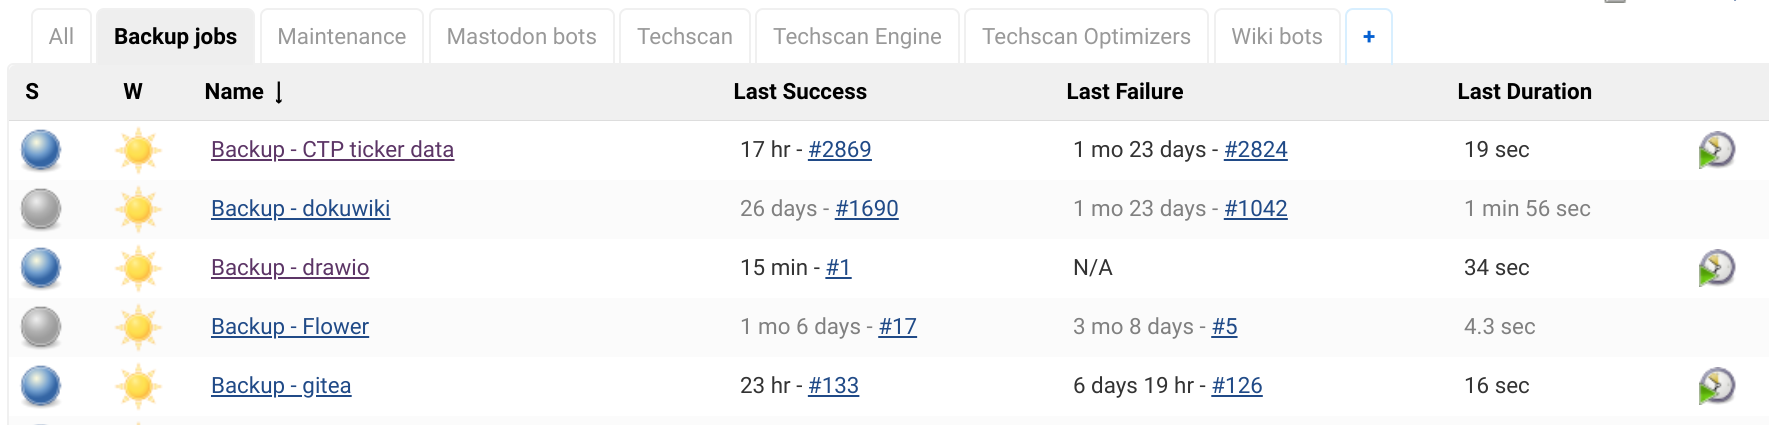 All Backup jobs Maintenance Mastodon bots Techscan Techscan Engine Techscan Optimizers Wiki bots +
S W Name ↓ Last Success Last Failure Last Duration
Backup - CTP ticker data 17 hr - #2869 1 mo 23 days - #2824 19 sec
Backup - dokuwiki 26 days - #1690 1 mo 23 days - #1042 1 min 56 sec
Backup - drawio 15 min - #1 N/A 34 sec
Backup - Flower 1 mo 6 days - #17 3 mo 8 days - #5 4.3 sec
Backup - gitea 23 hr - #133 6 days 19 hr - #126 16 sec